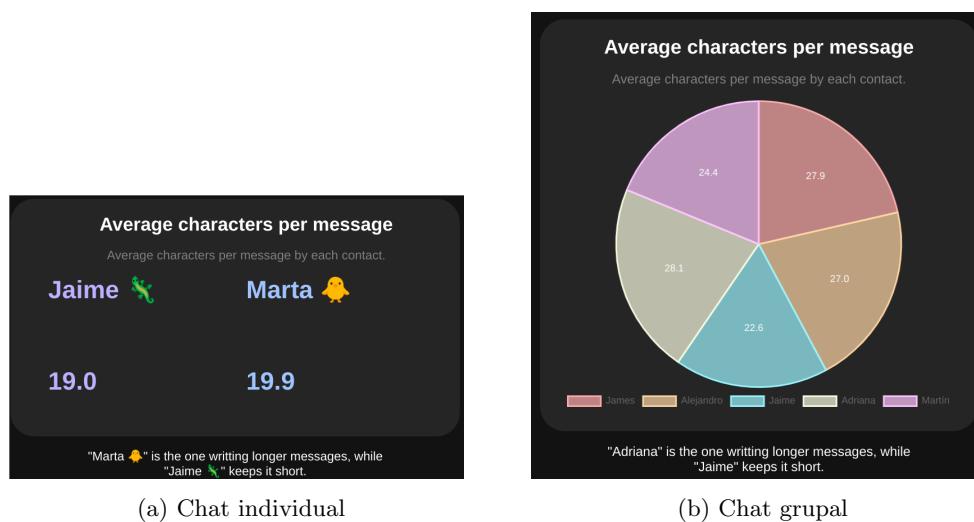 Average characters per message
Average characters per message by each contact.
Jaime 🦎 Marta 🐥
19.0 19.9
"Marta 🐥" is the one writting longer messages, while
"Jaime 🦎" keeps it short.
(a) Chat individual
Average characters per message
Average characters per message by each contact.
24.4 27.9
28.1 27.0
22.6
James Alejandro Jaime Adriana Martín
"Adriana" is the one writting longer messages, while
"Jaime" keeps it short.
(b) Chat grupal